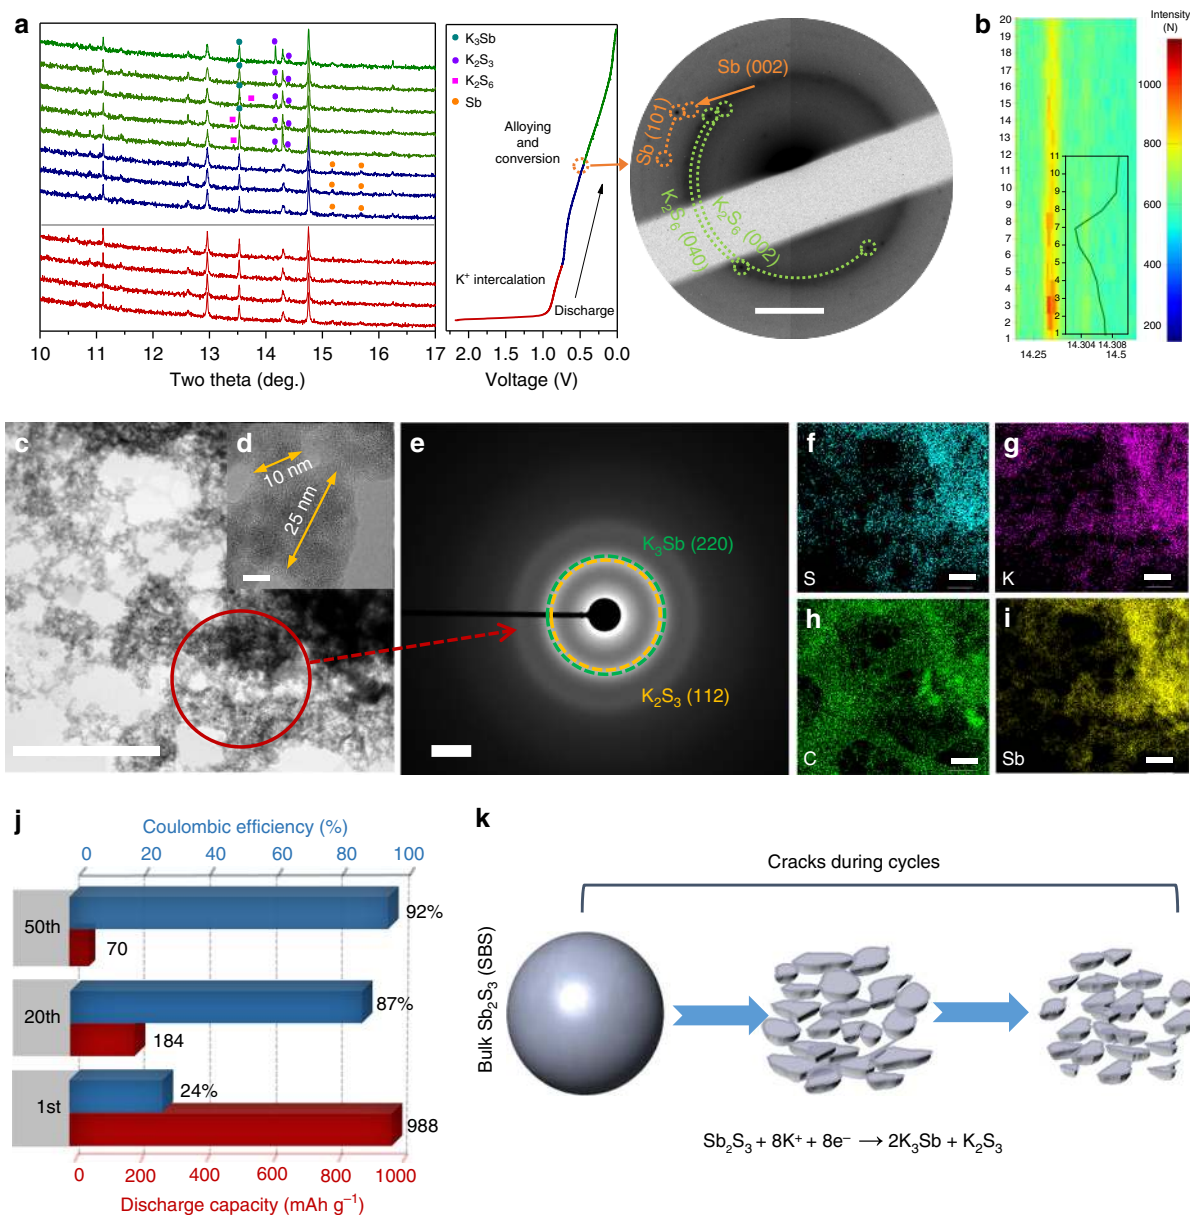 a
K₃Sb
K₂S₃
K₂S₆
Sb
10 11 12 13 14 15 16 17
Two theta (deg.)
Alloying
and
conversion
K⁺ intercalation
Discharge
2.0 1.5 1.0 0.5 0.0
Voltage (V)
Sb (002)
Sb (101)
K₂S₆ (040)
K₂S₆ (002)
b
Intensity
(N)
1000
800
600
400
200
20
19
18
17
16
15
14
13
12
11
10
9
8
7
6
5
4
3
2
1
11
9
7
5
3
1
14.304 14.308
14.25 14.5
c
d
10 nm
25 nm
e
K₃Sb (220)
K₂S₃ (112)
f
S
g
K
h
C
i
Sb
j
Coulombic efficiency (%)
0 20 40 60 80 100
50th
92%
70
20th
87%
184
1st
24%
988
0 200 400 600 800 1000
Discharge capacity (mAh g⁻¹)
k
Cracks during cycles
Bulk Sb₂S₃ (SBS)
Sb₂S₃ + 8K⁺ + 8e⁻ → 2K₃Sb + K₂S₃